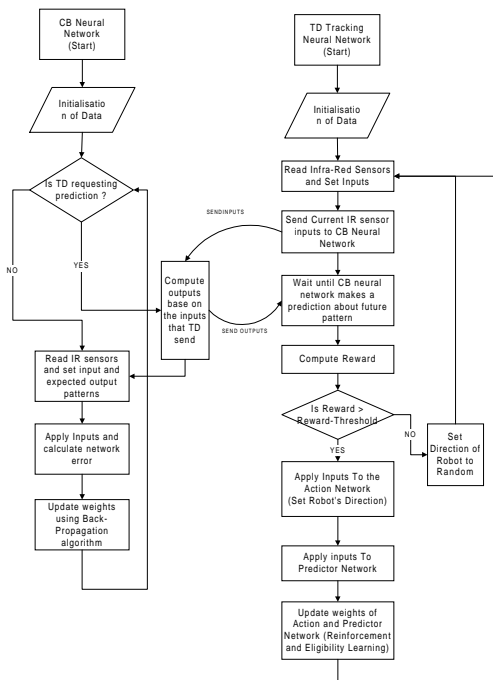 CB Neural
Network
(Start)
Initialisatio
n of Data
Is TD requesting
prediction ?
NO
YES
Compute
outputs
base on
the inputs
that TD
send
Read IR sensors
and set input and
expected output
patterns
Apply Inputs and
calculate network
error
Update weights
using Back-
Propagation
algorithm
SENDINPUTS
SEND OUTPUTS
TD Tracking
Neural Network
(Start)
Initialisatio
n of Data
Read Infra-Red Sensors
and Set Inputs
Send Current IR sensor
inputs to CB Neural
Network
Wait until CB neural
network makes a
prediction about future
pattern
Compute Reward
Is Reward >
Reward-Threshold
NO
YES
Set
Direction of
Robot to
Random
Apply Inputs To the
Action Network
(Set Robot's Direction)
Apply inputs To
Predictor Network
Update weights of
Action and Predictor
Network (Reinforcement
and Eligibility Learning)